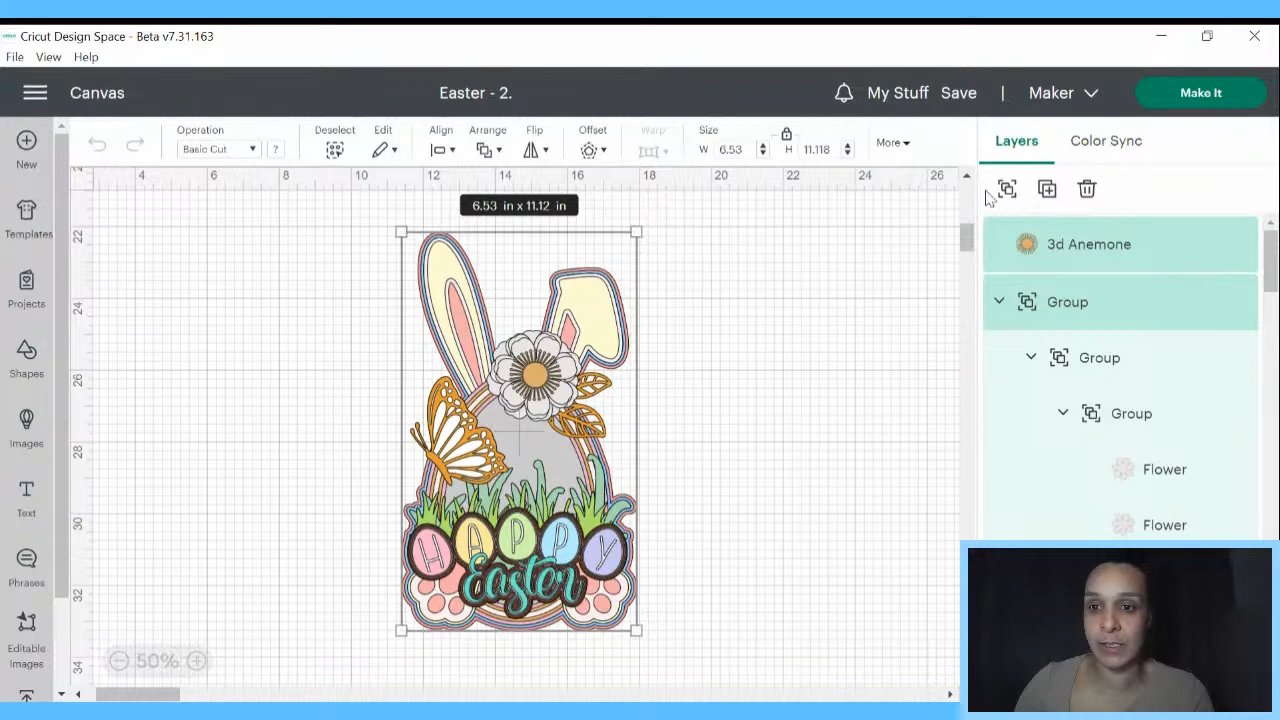 Cricut Design Space - Beta v7.31.163
File View Help
Canvas
Easter - 2.
My Stuff Save | Maker
Make It
Operation
Basic Cut
?
Deselect
Edit
Align
Arrange
Flip
Offset
Warp
Size
W 6.53
H 11.118
More
Layers
Color Sync
New
Templates
Projects
Shapes
Images
Text
Phrases
Editable
Images
4 6 8 10 12 14 16 18 20 22 24 26
22
24
26
28
30
32
34
6.53 in x 11.12 in
HAPPY
Easter
50%
3d Anemone
Group
Group
Group
Flower
Flower